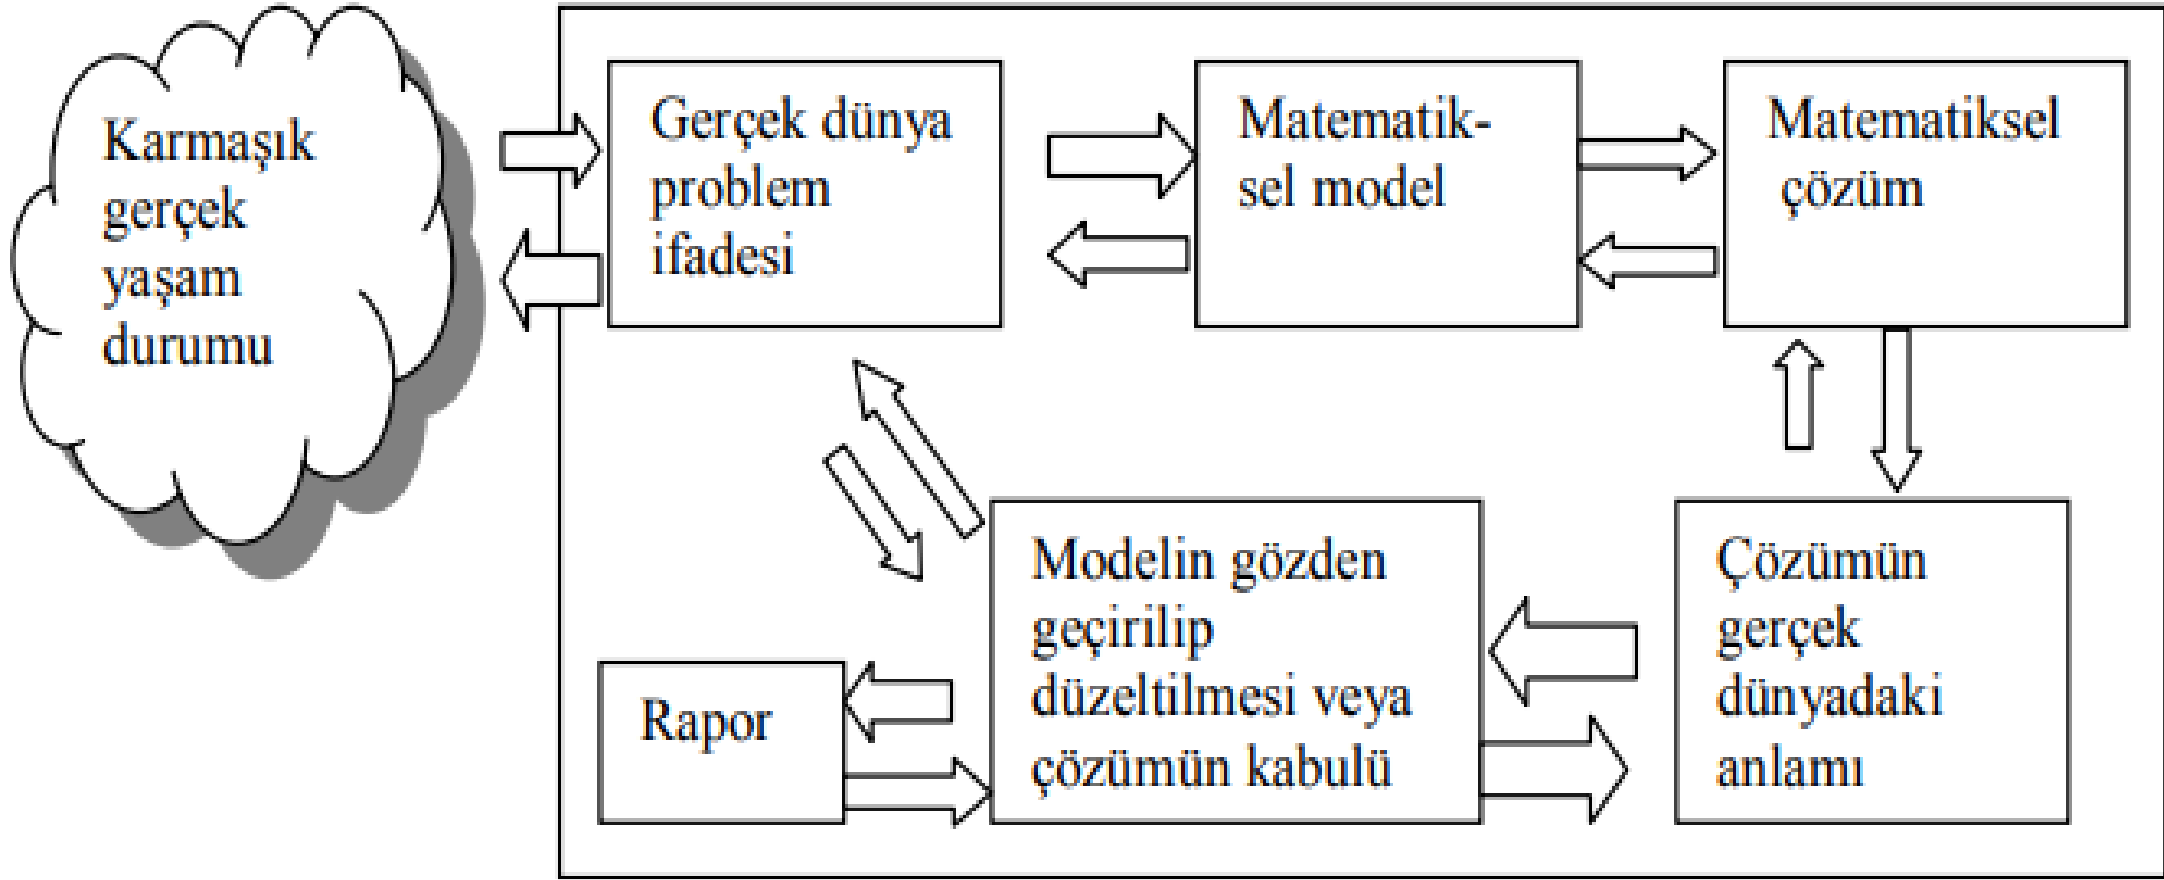 Karmaşık
gerçek
yaşam
durumu
Gerçek dünya
problem
ifadesi
Matematik-
sel model
Matematiksel
çözüm
Çözümün
gerçek
dünyadaki
anlamı
Modelin gözden
geçirilip
düzeltilmesi veya
çözümün kabulü
Rapor